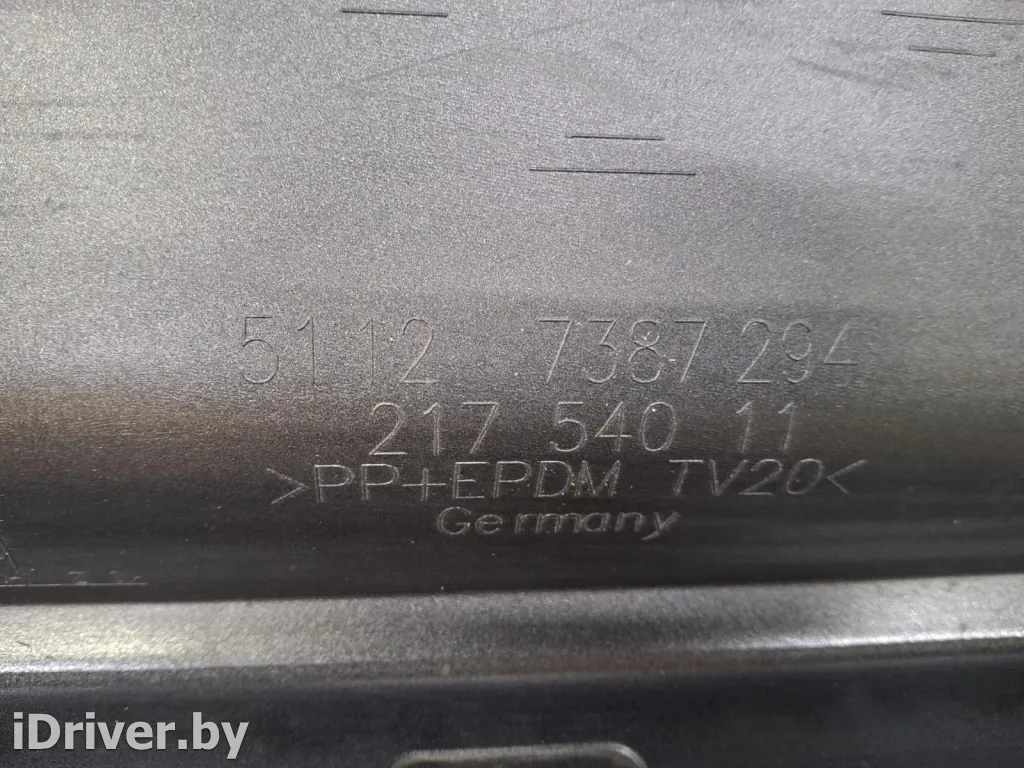 51 12 7387 294
217 540 11
>PP+EPDM TV20<
Germany
iDriver.by